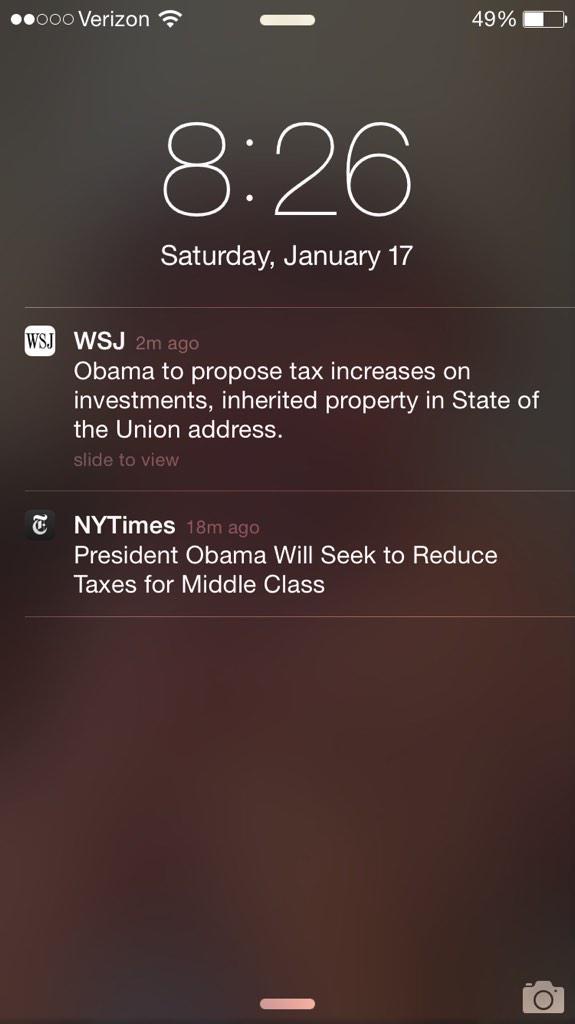 Verizon 49%
8:26
Saturday, January 17
WSJ WSJ 2m ago
Obama to propose tax increases on
investments, inherited property in State of
the Union address.
slide to view
T NYTimes 18m ago
President Obama Will Seek to Reduce
Taxes for Middle Class